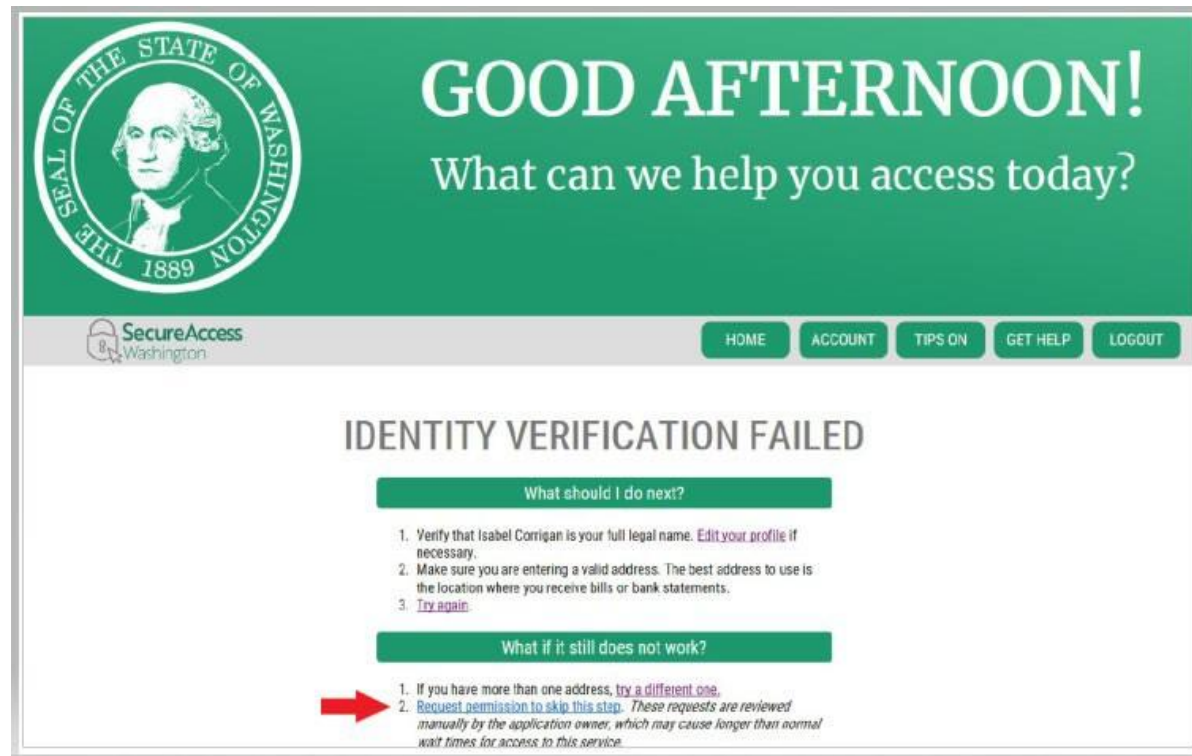 THE SEAL OF THE STATE OF WASHINGTON
1889
GOOD AFTERNOON!
What can we help you access today?
SecureAccess
Washington
HOME
ACCOUNT
TIPS ON
GET HELP
LOGOUT
IDENTITY VERIFICATION FAILED
What should I do next?
1. Verify that Isabel Corrigan is your full legal name. Edit your profile if
necessary.
2. Make sure you are entering a valid address. The best address to use is
the location where you receive bills or bank statements.
3. Try again.
What if it still does not work?
1. If you have more than one address, try a different one.
2. Request permission to skip this step. These requests are reviewed
manually by the application owner, which may cause longer than normal
wait times for access to this service.